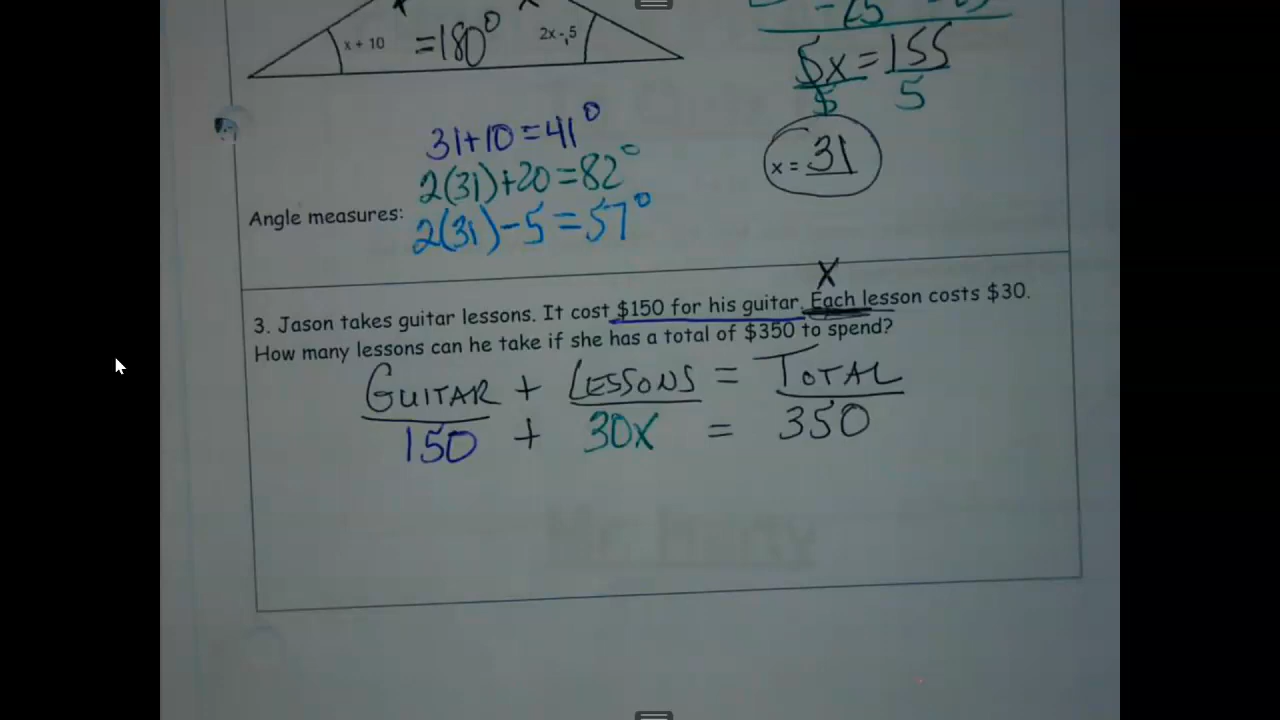 x + 10 = 180° 2x - 5
5x = 155
5 5
x = 31
31+10 = 41°
2(31)+20 = 82°
Angle measures: 2(31)-5 = 57°
X
3. Jason takes guitar lessons. It cost $150 for his guitar. Each lesson costs $30.
How many lessons can he take if she has a total of $350 to spend?
GUITAR + LESSONS = TOTAL
150 + 30x = 350